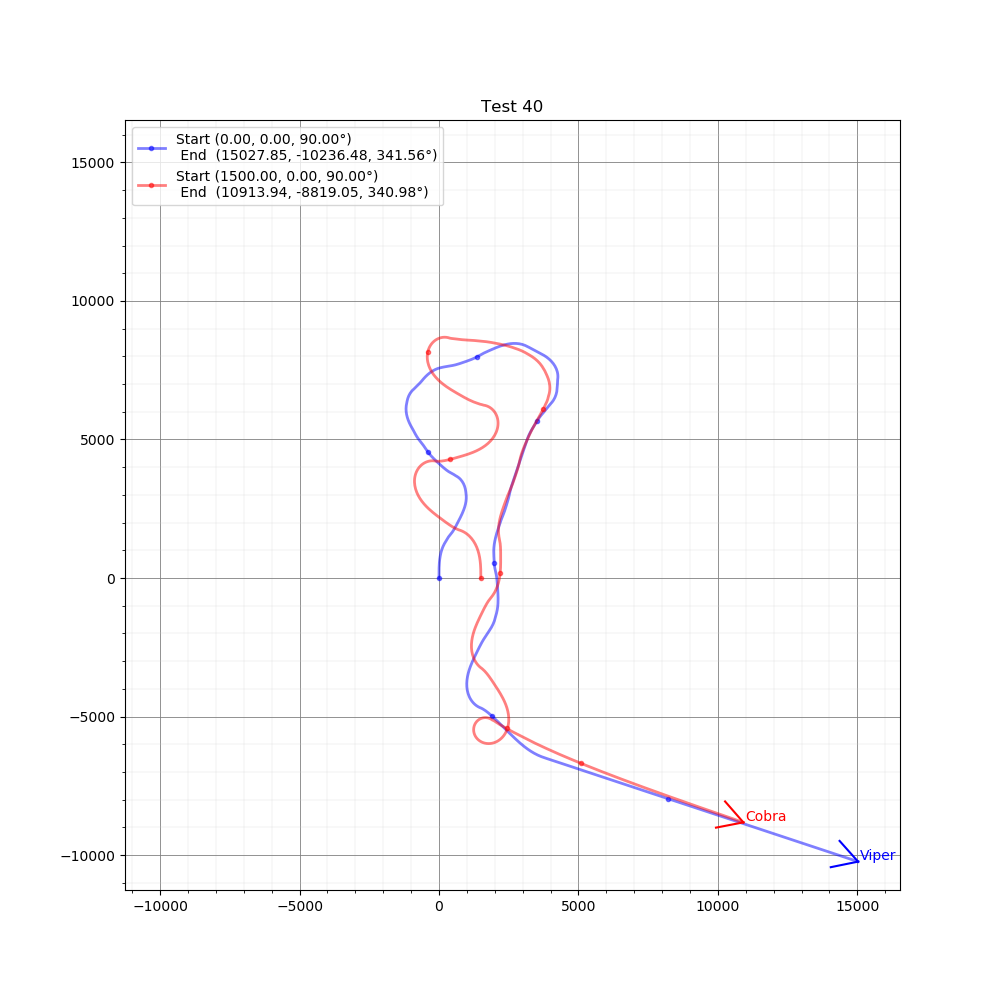 Test 40
Start (0.00, 0.00, 90.00°)
End  (15027.85, -10236.48, 341.56°)
Start (1500.00, 0.00, 90.00°)
End  (10913.94, -8819.05, 340.98°)
15000
10000
5000
0
−5000
−10000
Cobra
Viper
−10000
−5000
0
5000
10000
15000